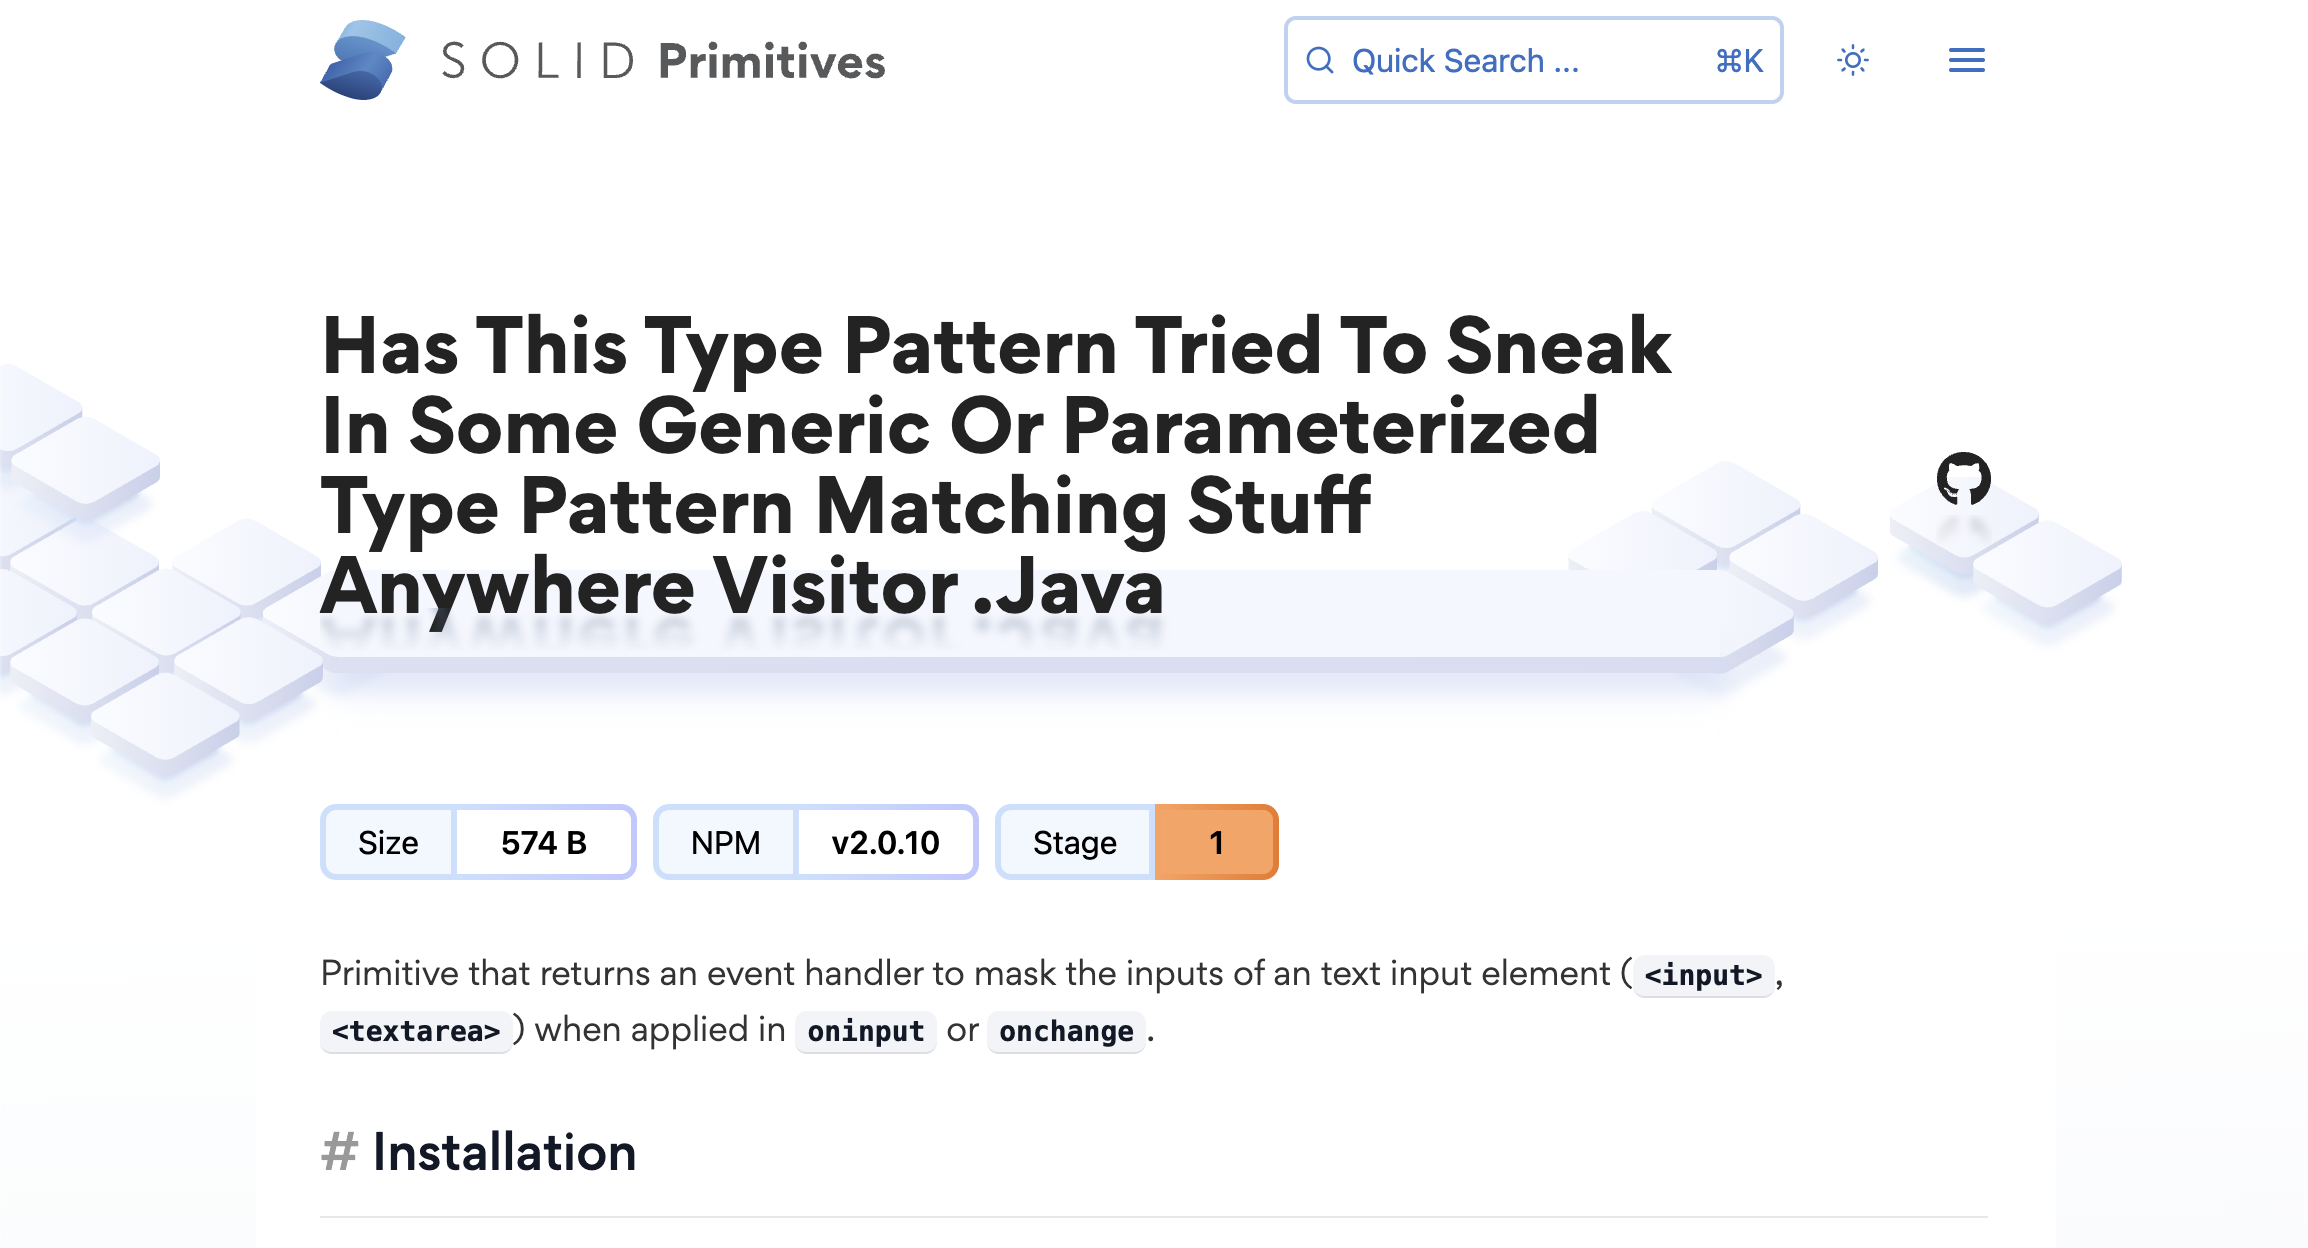 SOLID Primitives
Quick Search ... ⌘K
Has This Type Pattern Tried To Sneak
In Some Generic Or Parameterized
Type Pattern Matching Stuff
Anywhere Visitor .Java
Size 574 B NPM v2.0.10 Stage 1
Primitive that returns an event handler to mask the inputs of an text input element (<input>,
<textarea>) when applied in oninput or onchange.
# Installation